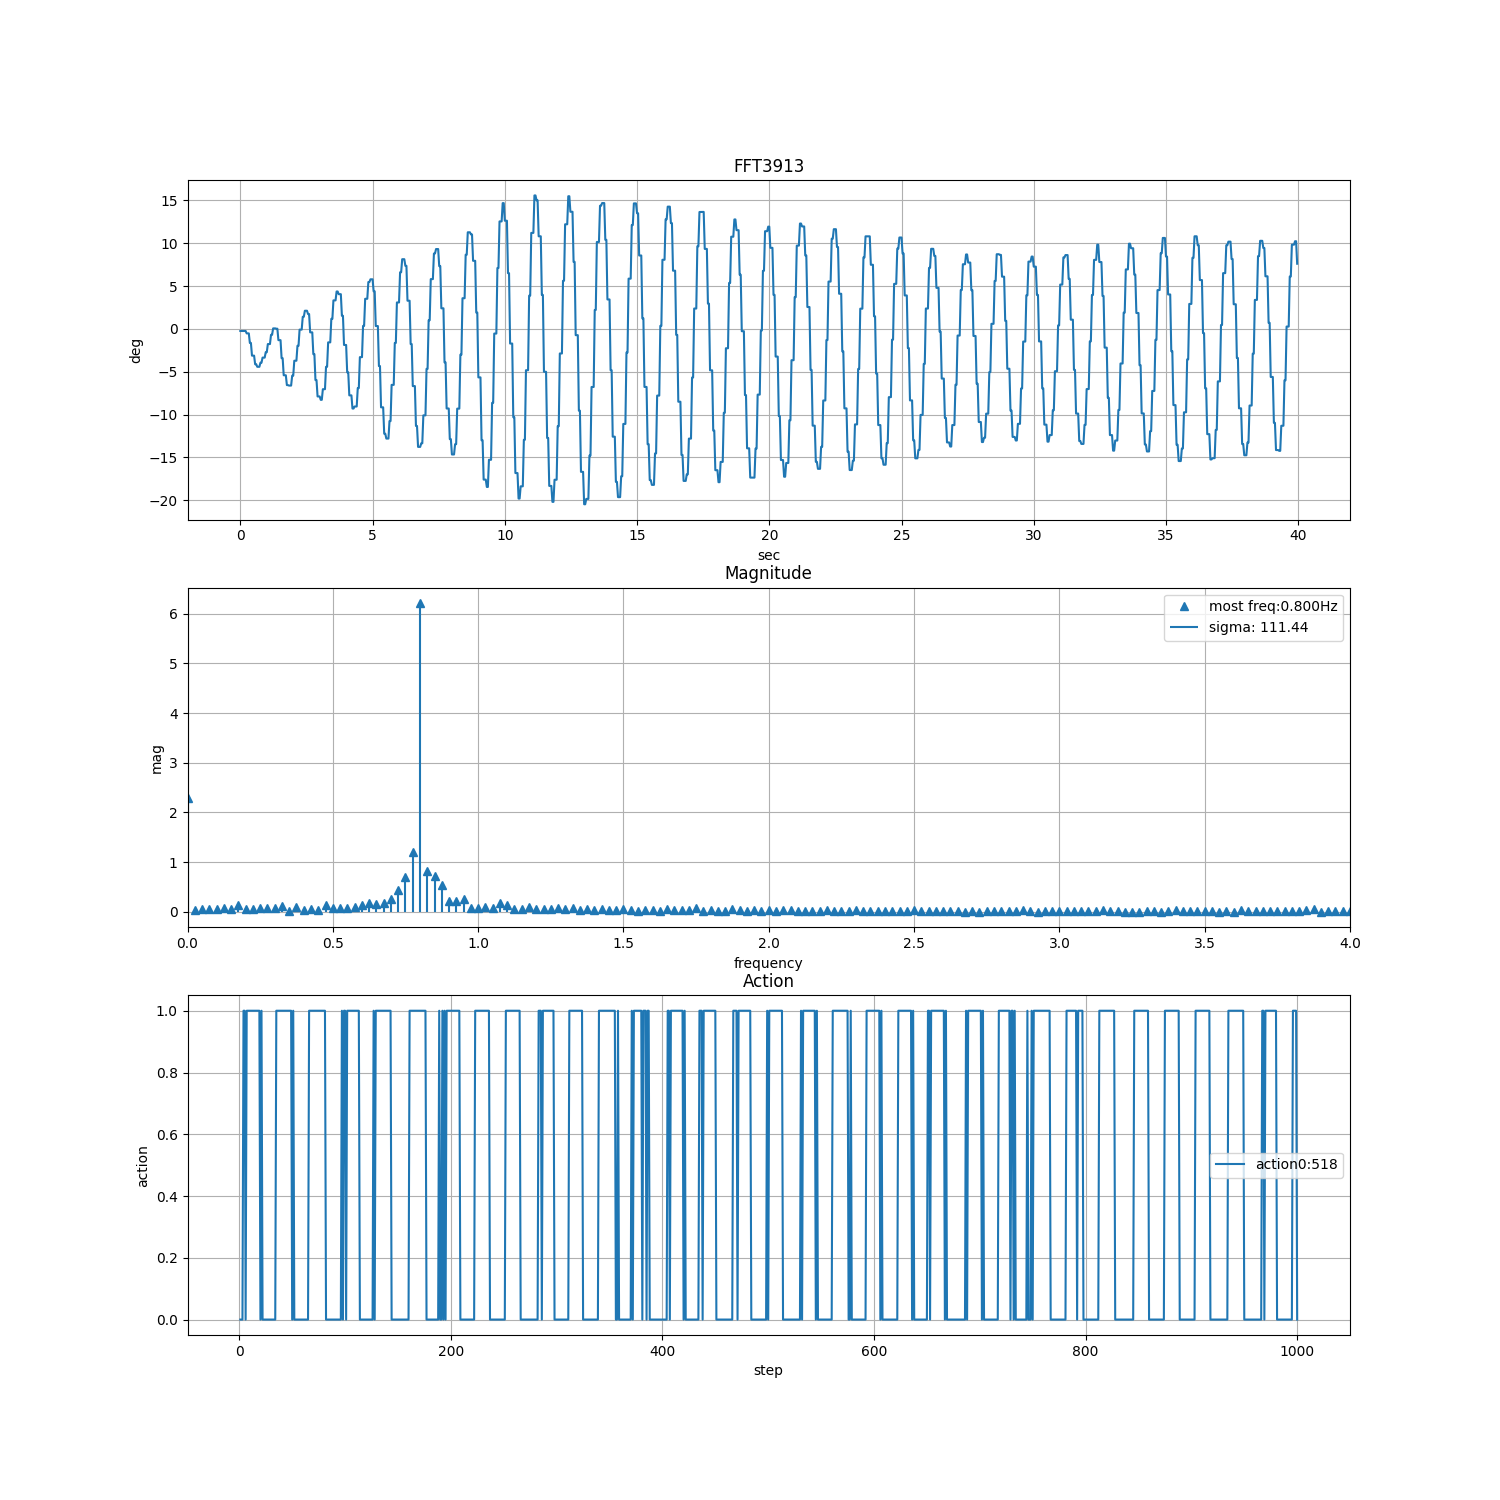 FFT3913
15
10
5
0
−5
−10
−15
−20
deg
0 5 10 15 20 25 30 35 40
sec
Magnitude
6
5
4
3
2
1
0
mag
most freq:0.800Hz
sigma: 111.44
0.0 0.5 1.0 1.5 2.0 2.5 3.0 3.5 4.0
frequency
Action
1.0
0.8
0.6
0.4
0.2
0.0
action
action0:518
0 200 400 600 800 1000
step